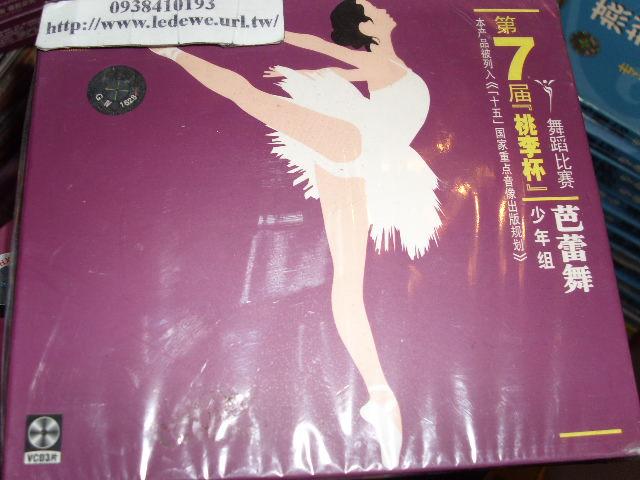 0938410193
http://www.ledewe.url.tw/
第7届『桃李杯』
舞蹈比赛
芭蕾舞
少年组
本产品被列入《「十五」国家重点音像出版规划》
VCD3片